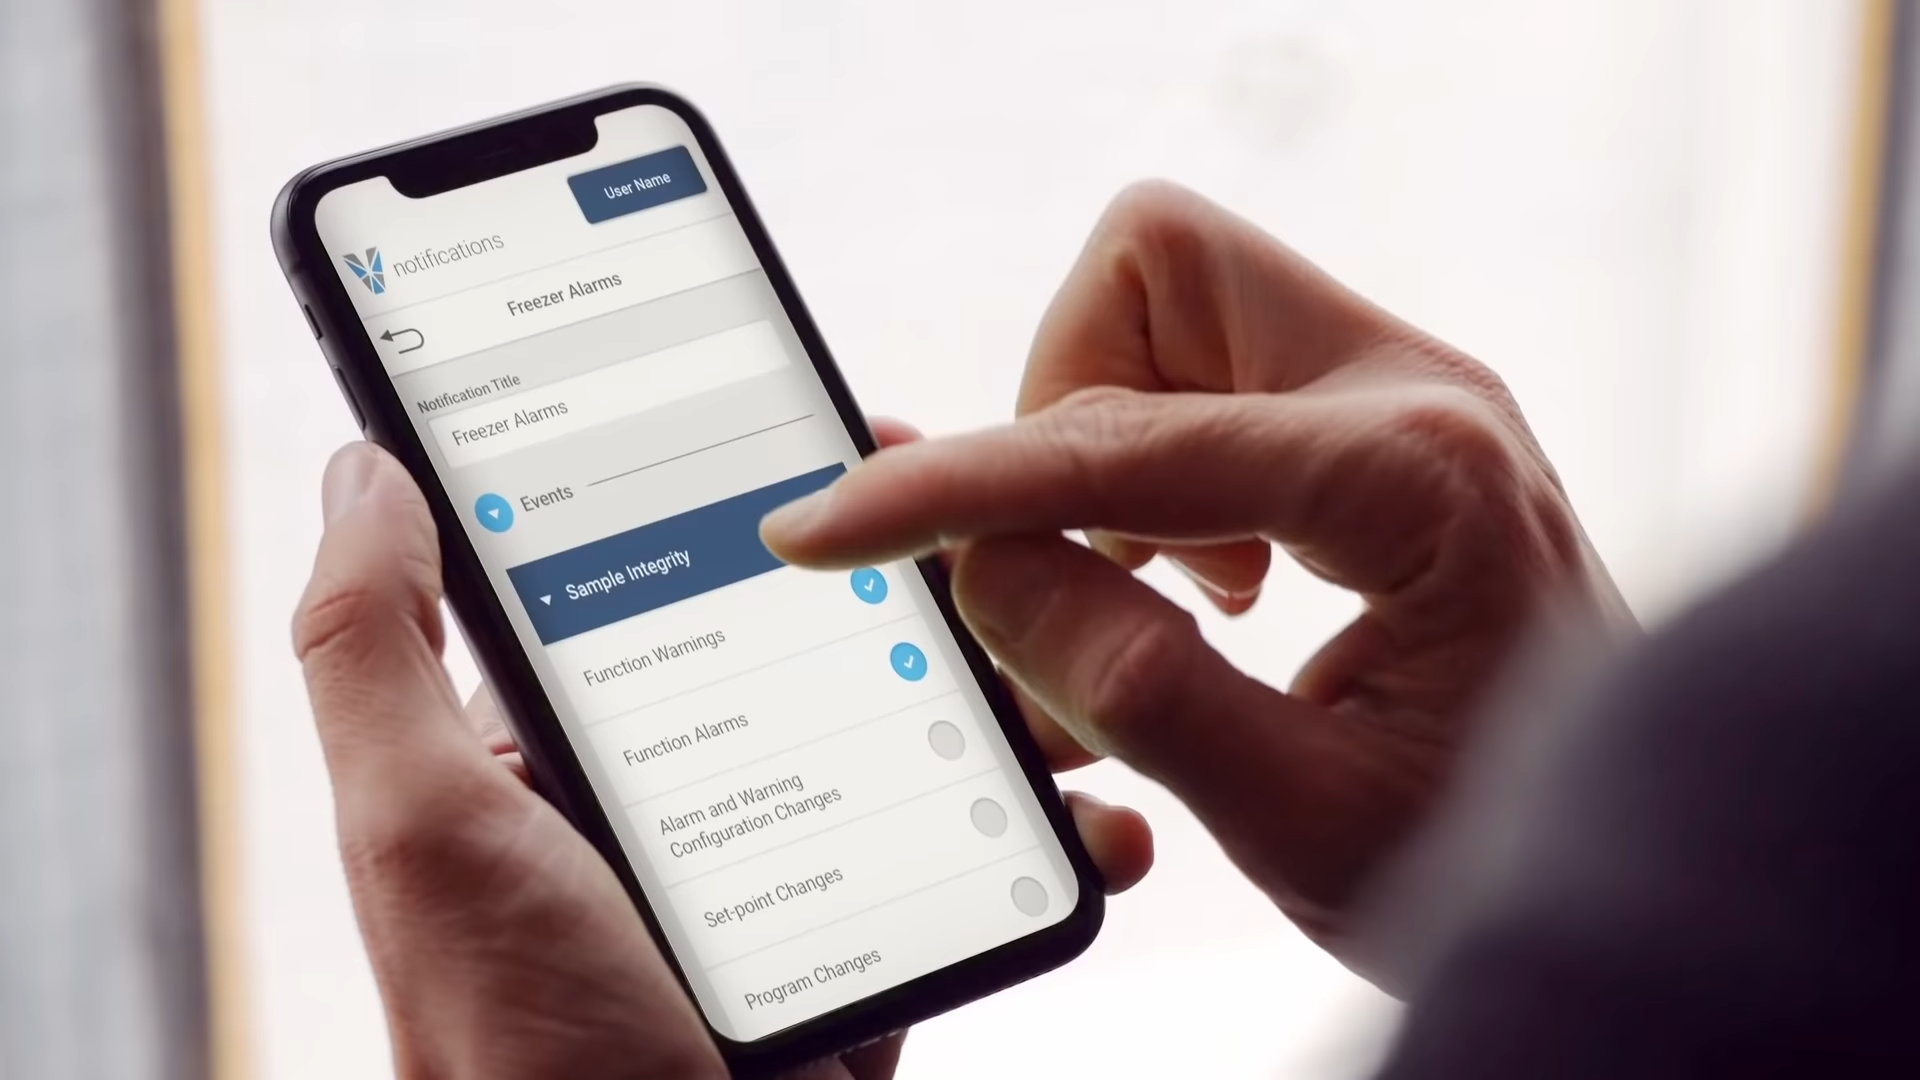 User Name
notifications
Freezer Alarms
Notification Title
Freezer Alarms
Events
Sample Integrity
Function Warnings
Function Alarms
Alarm and Warning
Configuration Changes
Set-point Changes
Program Changes